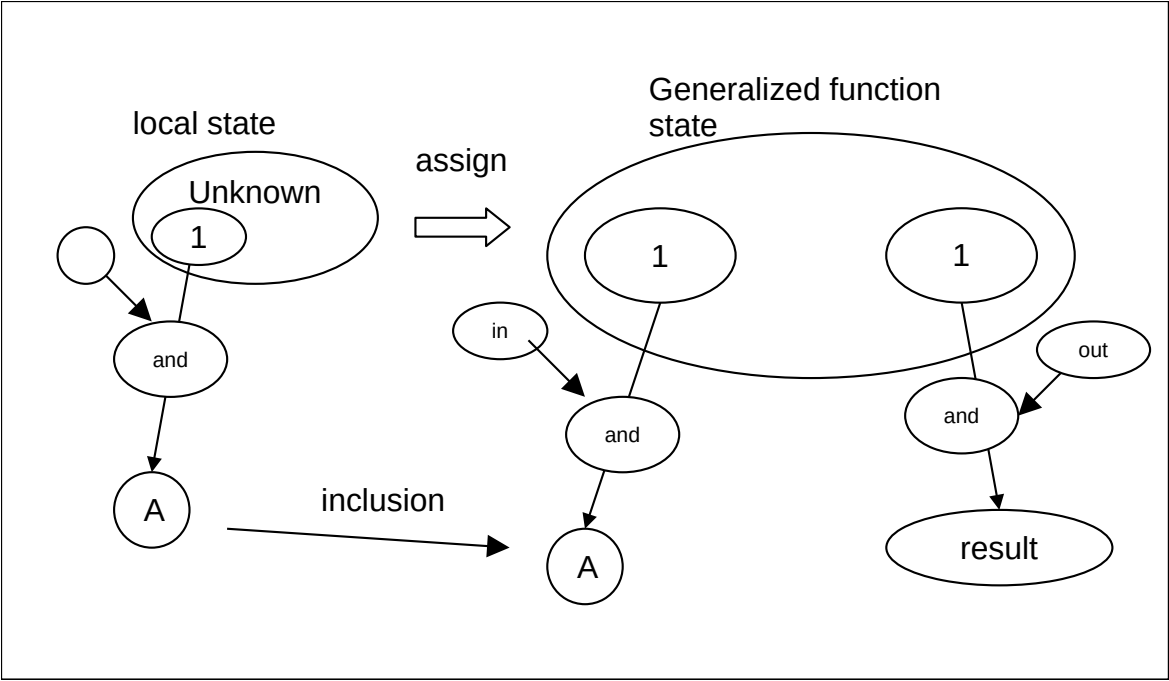 Generalized function
state
local state
assign
Unknown
1
1
1
in
out
and
and
and
inclusion
A
A
result